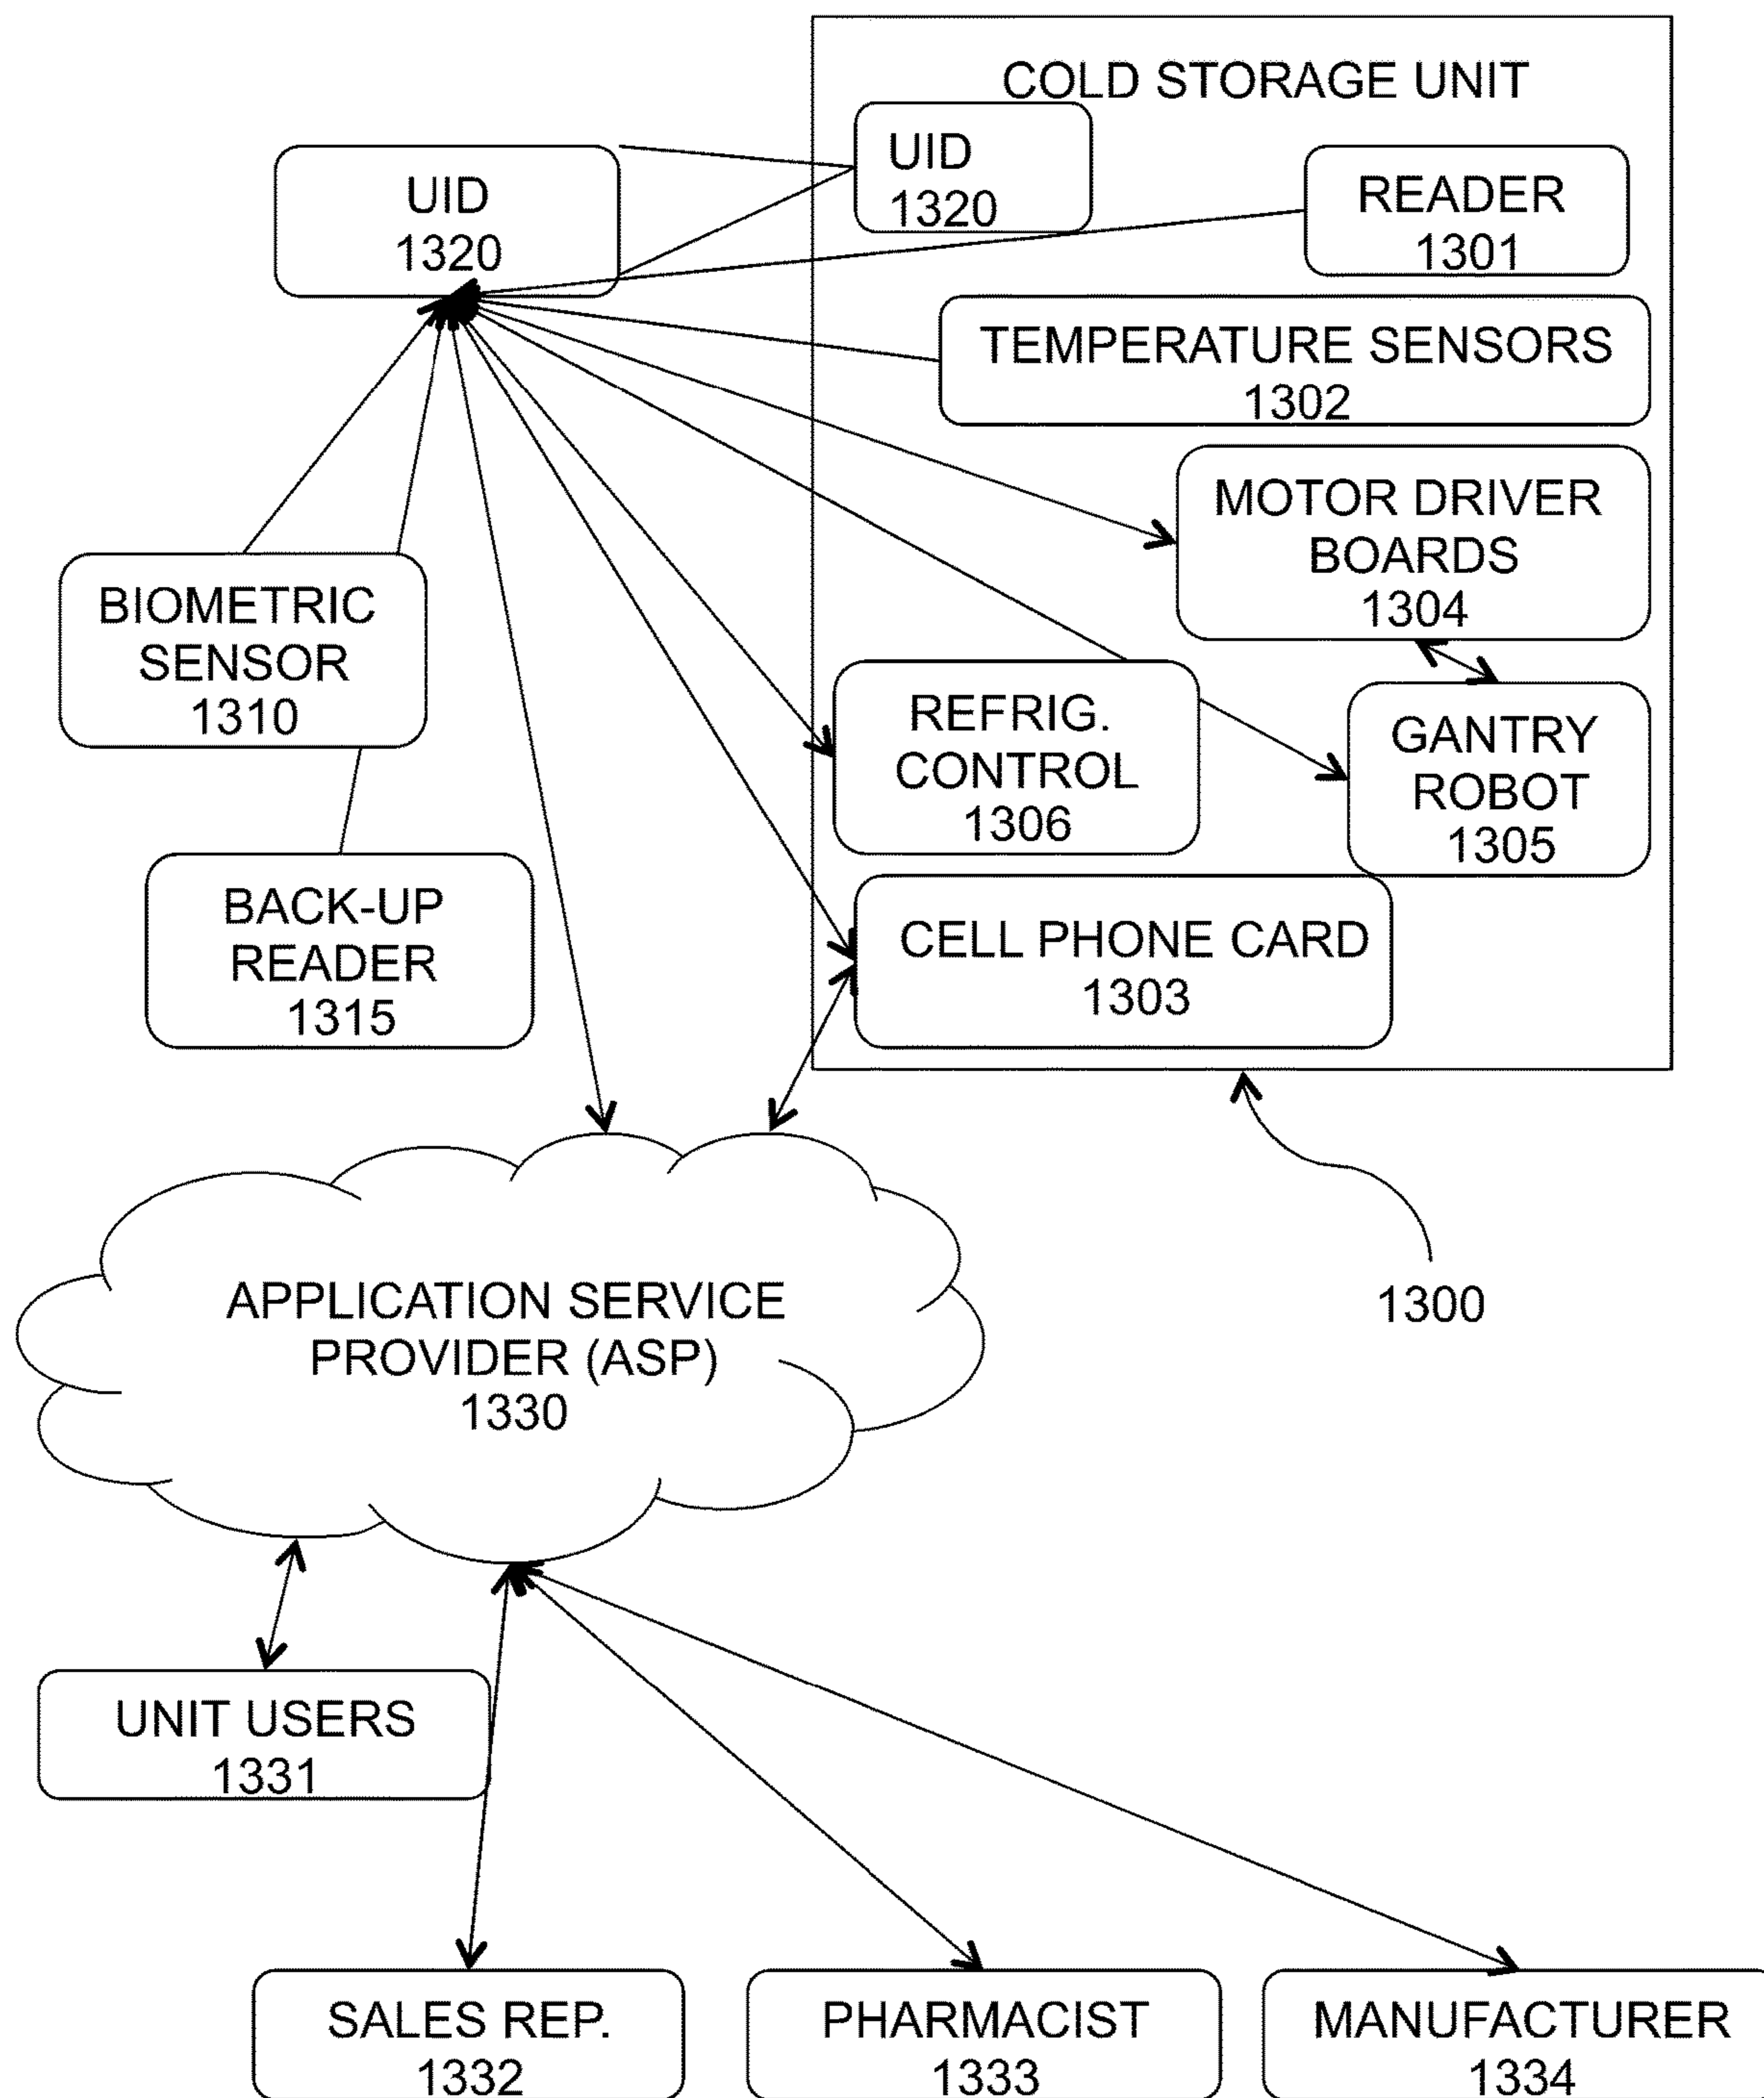 COLD STORAGE UNIT
UID
1320
UID
1320
READER
1301
TEMPERATURE SENSORS
1302
MOTOR DRIVER
BOARDS
1304
BIOMETRIC
SENSOR
1310
REFRIG.
CONTROL
1306
GANTRY
ROBOT
1305
BACK-UP
READER
1315
CELL PHONE CARD
1303
1300
APPLICATION SERVICE
PROVIDER (ASP)
1330
UNIT USERS
1331
SALES REP.
1332
PHARMACIST
1333
MANUFACTURER
1334